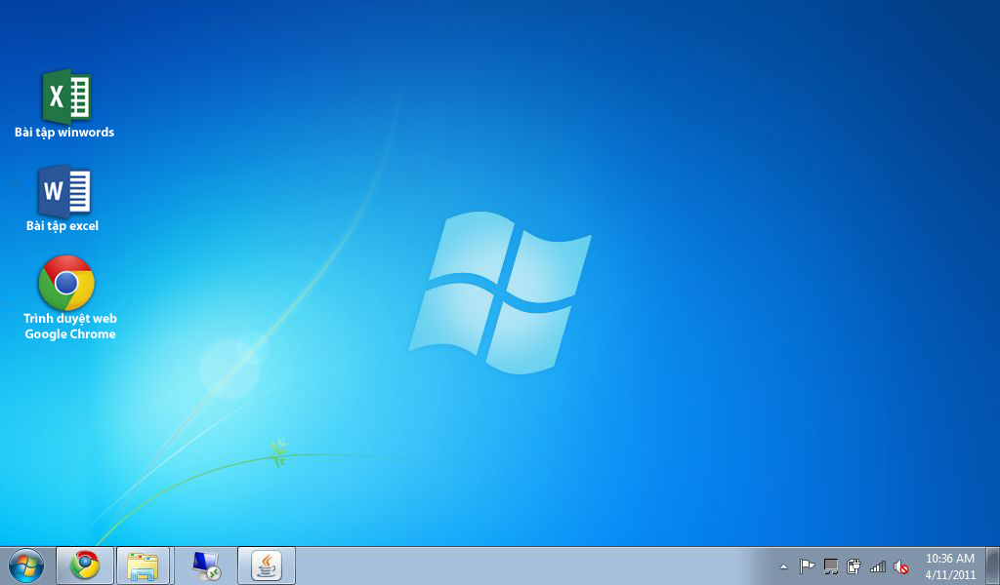 X
Bài tập winwords
W
Bài tập excel
Trình duyệt web
Google Chrome
10:36 AM
4/11/2011